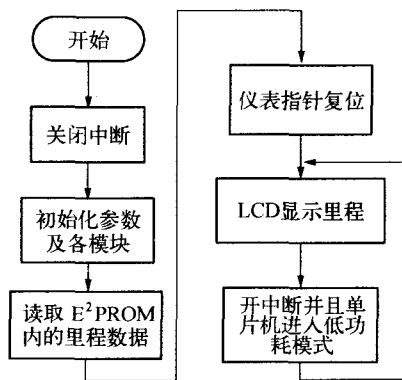 开始
关闭中断
初始化参数
及各模块
读取 E²PROM
内的里程数据
仪表指针复位
LCD显示里程
开中断并且单
片机进入低功
耗模式